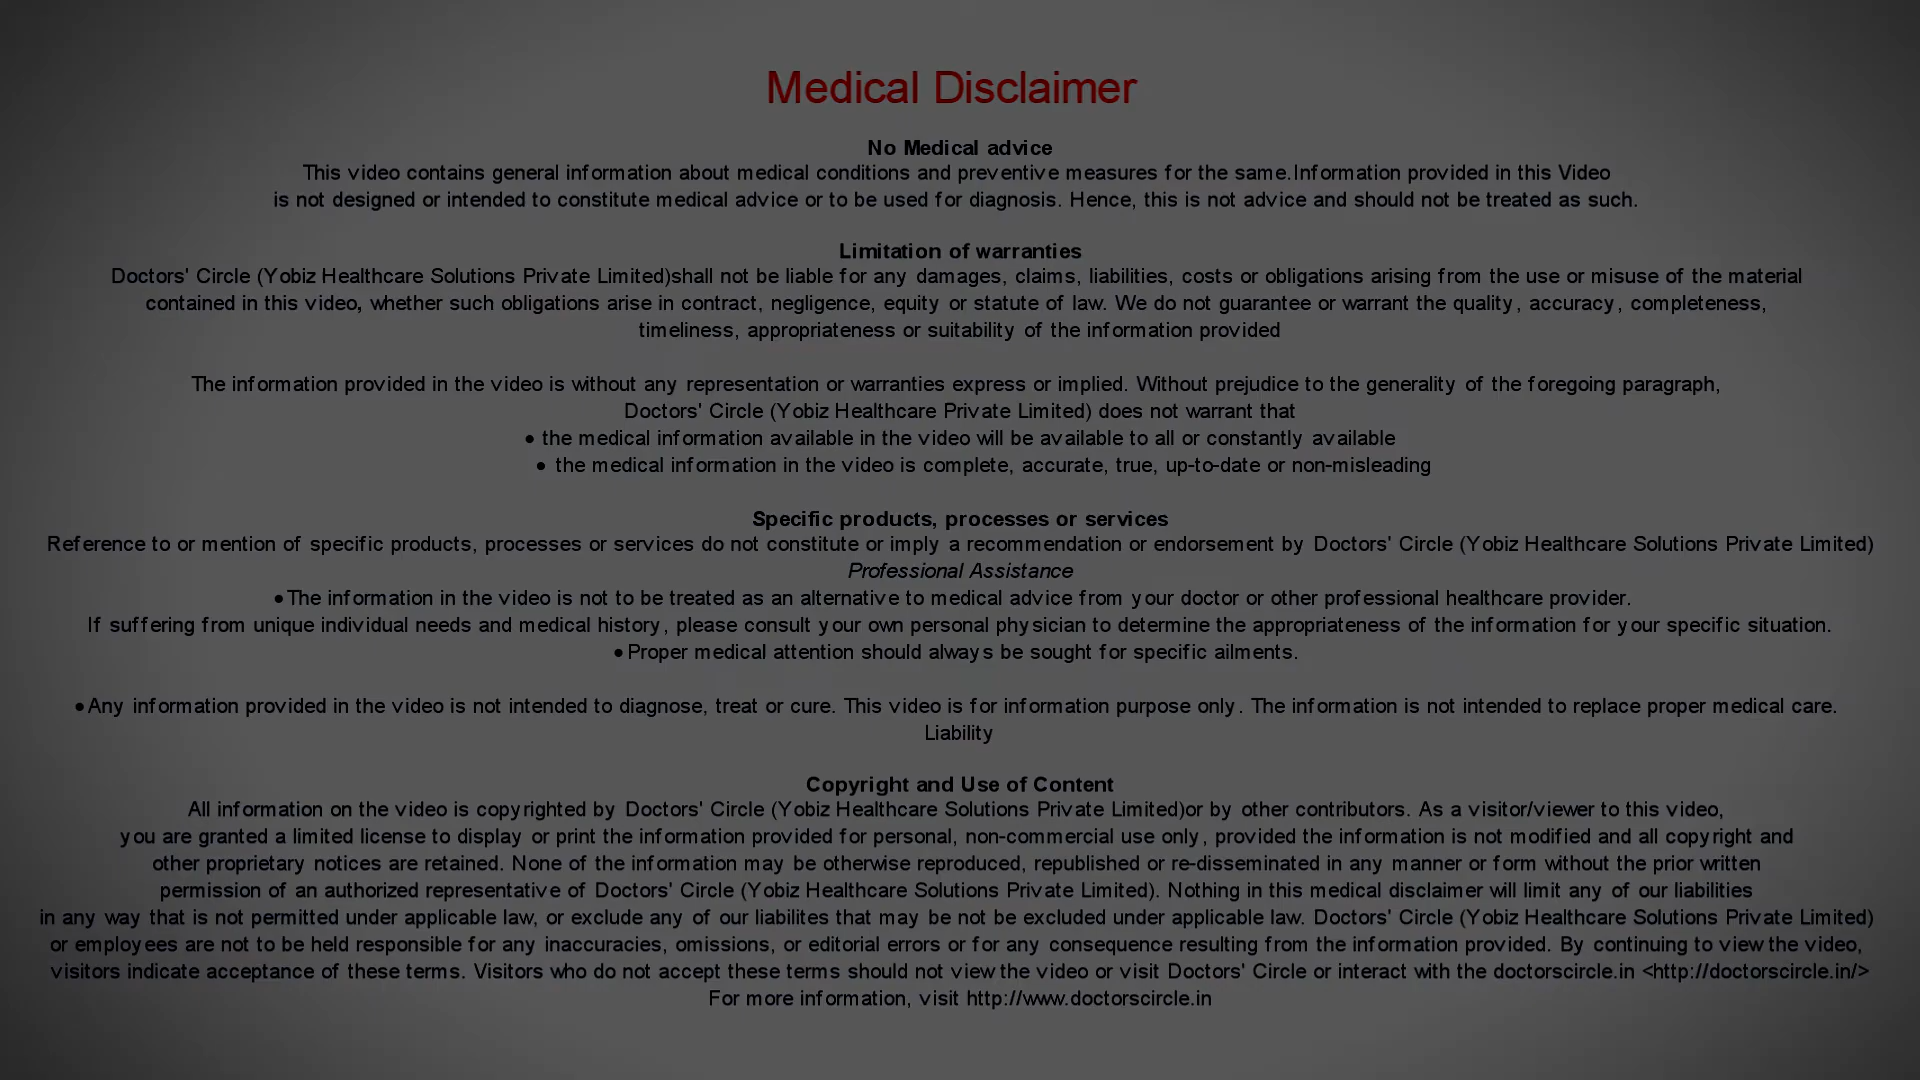 Medical Disclaimer
No Medical advice
This video contains general information about medical conditions and preventive measures for the same.Information provided in this Video
is not designed or intended to constitute medical advice or to be used for diagnosis. Hence, this is not advice and should not be treated as such.
Limitation of warranties
Doctors' Circle (Yobiz Healthcare Solutions Private Limited)shall not be liable for any damages, claims, liabilities, costs or obligations arising from the use or misuse of the material
contained in this video, whether such obligations arise in contract, negligence, equity or statute of law. We do not guarantee or warrant the quality, accuracy, completeness,
timeliness, appropriateness or suitability of the information provided
The information provided in the video is without any representation or warranties express or implied. Without prejudice to the generality of the foregoing paragraph,
Doctors' Circle (Yobiz Healthcare Private Limited) does not warrant that
• the medical information available in the video will be available to all or constantly available
• the medical information in the video is complete, accurate, true, up-to-date or non-misleading
Specific products, processes or services
Reference to or mention of specific products, processes or services do not constitute or imply a recommendation or endorsement by Doctors' Circle (Yobiz Healthcare Solutions Private Limited)
Professional Assistance
•The information in the video is not to be treated as an alternative to medical advice from your doctor or other professional healthcare provider.
If suffering from unique individual needs and medical history, please consult your own personal physician to determine the appropriateness of the information for your specific situation.
•Proper medical attention should always be sought for specific ailments.
•Any information provided in the video is not intended to diagnose, treat or cure. This video is for information purpose only. The information is not intended to replace proper medical care.
Liability
Copyright and Use of Content
All information on the video is copyrighted by Doctors' Circle (Yobiz Healthcare Solutions Private Limited)or by other contributors. As a visitor/viewer to this video,
you are granted a limited license to display or print the information provided for personal, non-commercial use only, provided the information is not modified and all copyright and
other proprietary notices are retained. None of the information may be otherwise reproduced, republished or re-disseminated in any manner or form without the prior written
permission of an authorized representative of Doctors' Circle (Yobiz Healthcare Solutions Private Limited). Nothing in this medical disclaimer will limit any of our liabilities
in any way that is not permitted under applicable law, or exclude any of our liabilites that may be not be excluded under applicable law. Doctors' Circle (Yobiz Healthcare Solutions Private Limited)
or employees are not to be held responsible for any inaccuracies, omissions, or editorial errors or for any consequence resulting from the information provided. By continuing to view the video,
visitors indicate acceptance of these terms. Visitors who do not accept these terms should not view the video or visit Doctors' Circle or interact with the doctorscircle.in <http://doctorscircle.in/>
For more information, visit http://www.doctorscircle.in